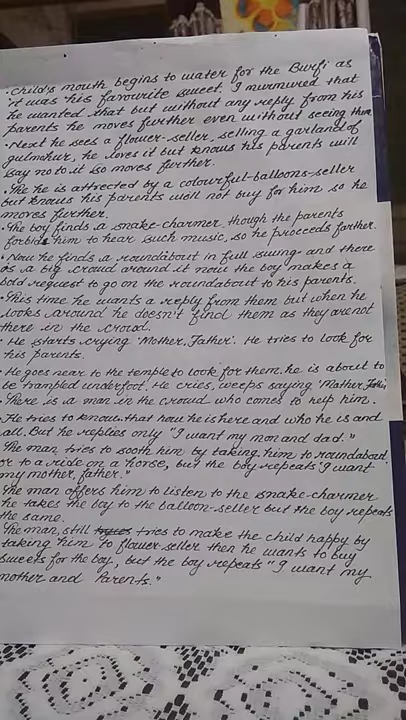 • Child's mouth begins to water for the Burfi as
it was his favourite sweet. I murmured that
he wanted that but without any reply from his
parents he moves further even without seeing them
• Next he sees a flower-seller, selling a garland of
gulmohur, he loves it but knows his parents will
say no to it so moves further.
• The he is attrected by a colourful-balloons-seller
but knows his parents will not buy for him so he
moves further.
• The boy finds a snake-charmer though the parents
forbids him to hear such music, so he proceeds farther.
• Now he finds a roundabout in full swing- and there
is a big crowd around it now the boy makes a
bold request to go on the roundabout to his parents.
• This time he wants a reply from them but when he
looks around he doesn't find them as they are not
there in the crowd.
• He starts crying 'Mother, Father'. He tries to look for
his parents.
• He goes near to the temple to look for them. he is about to
be trampled underfoot. He cries, weeps saying 'Mother, Father'
• There is a man in the crowd who comes to help him.
• He tries to know that how he is here and who he is and
all. But he replies only "I want my mom and dad."
The man tries to sooth him by taking him to roundabout
or to a ride on a horse, but the boy repeats "I want
my mother, father."
The man offers him to listen to the snake-charmer
he takes the boy to the balloon-seller but the boy repeats
the same.
The man still tries to make the child happy by
taking him to flower-seller then he wants to buy
sweets for the boy, but the boy repeats "I want my
mother and Parents."